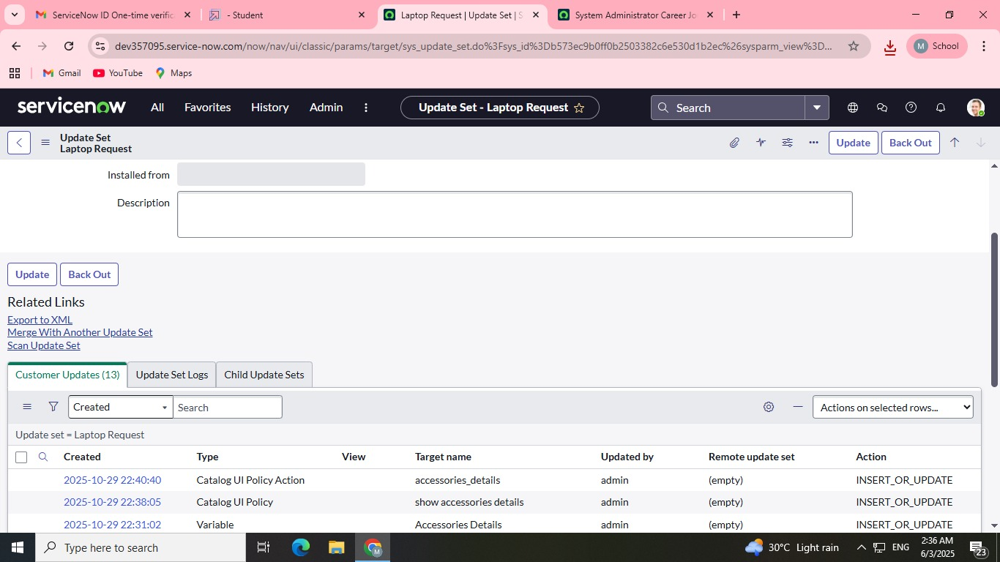 ServiceNow ID One-time verific
- Student
Laptop Request | Update Set | S
System Administrator Career Jo
dev357095.service-now.com/now/nav/ui/classic/params/target/sys_update_set.do%3Fsys_id%3Db573ec9b0ff0b2503382c6e530d1b2ec%26sysparm_view%3D...
M School
Gmail YouTube Maps
servicenow All Favorites History Admin Update Set - Laptop Request Search
Update Set
Laptop Request
Update Back Out
Installed from
Description
Update Back Out
Related Links
Export to XML
Merge With Another Update Set
Scan Update Set
Customer Updates (13) Update Set Logs Child Update Sets
Created Search Actions on selected rows...
Update set = Laptop Request
Created Type View Target name Updated by Remote update set Action
2025-10-29 22:40:40 Catalog UI Policy Action accessories_details admin (empty) INSERT_OR_UPDATE
2025-10-29 22:38:05 Catalog UI Policy show accessories details admin (empty) INSERT_OR_UPDATE
2025-10-29 22:31:02 Variable Accessories Details admin (empty) INSERT_OR_UPDATE
Type here to search M 30°C Light rain ENG 2:36 AM
6/3/2025 23